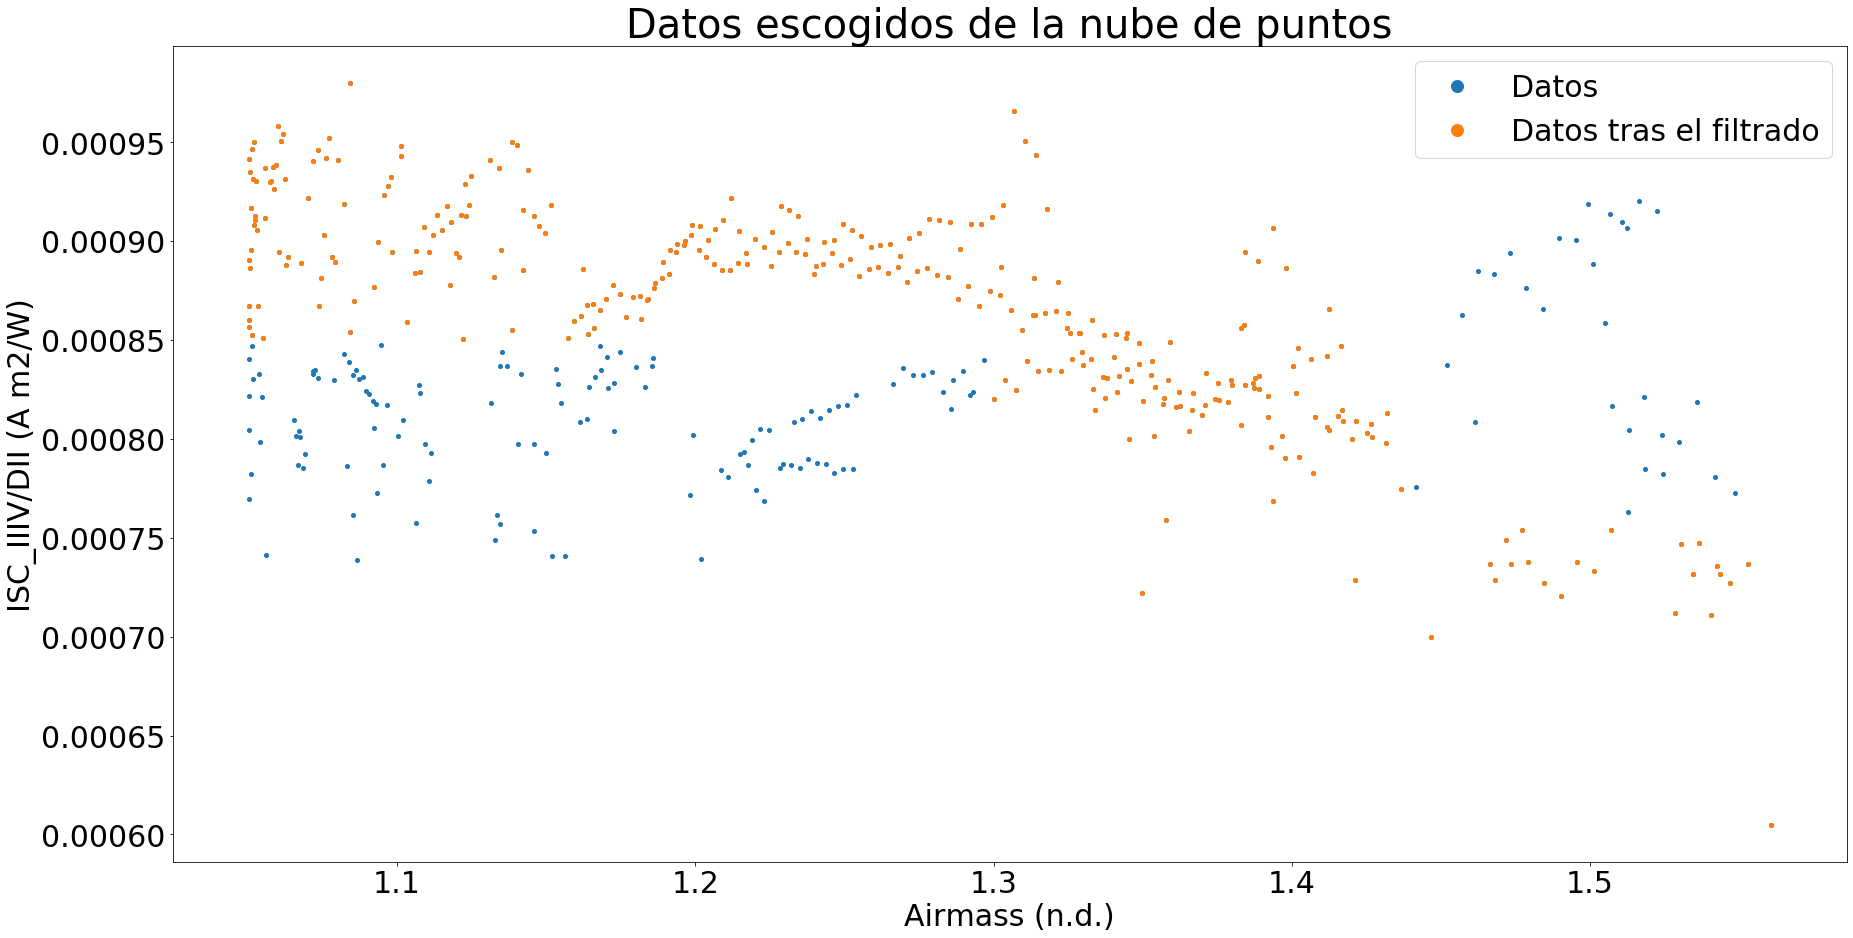 Datos escogidos de la nube de puntos
Datos
Datos tras el filtrado
0.00095
0.00090
0.00085
0.00080
0.00075
0.00070
0.00065
0.00060
ISC_IIIV/DII (A m2/W)
1.1 1.2 1.3 1.4 1.5
Airmass (n.d.)